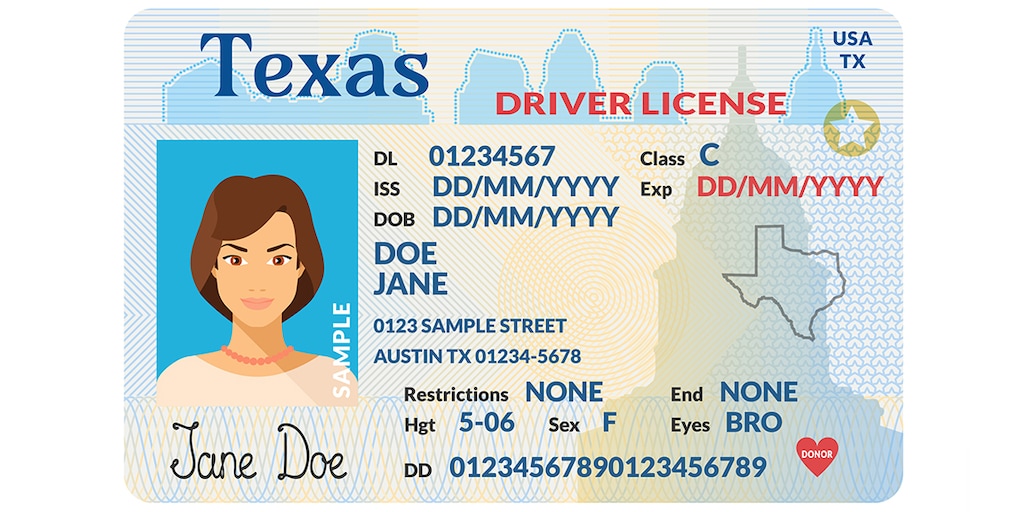 Texas
USA
TX
DRIVER LICENSE
DL 01234567 Class C
ISS DD/MM/YYYY Exp DD/MM/YYYY
DOB DD/MM/YYYY
DOE
JANE
0123 SAMPLE STREET
AUSTIN TX 01234-5678
SAMPLE
Restrictions NONE End NONE
Hgt 5-06 Sex F Eyes BRO
DD 01234567890123456789
DONOR
Jane Doe